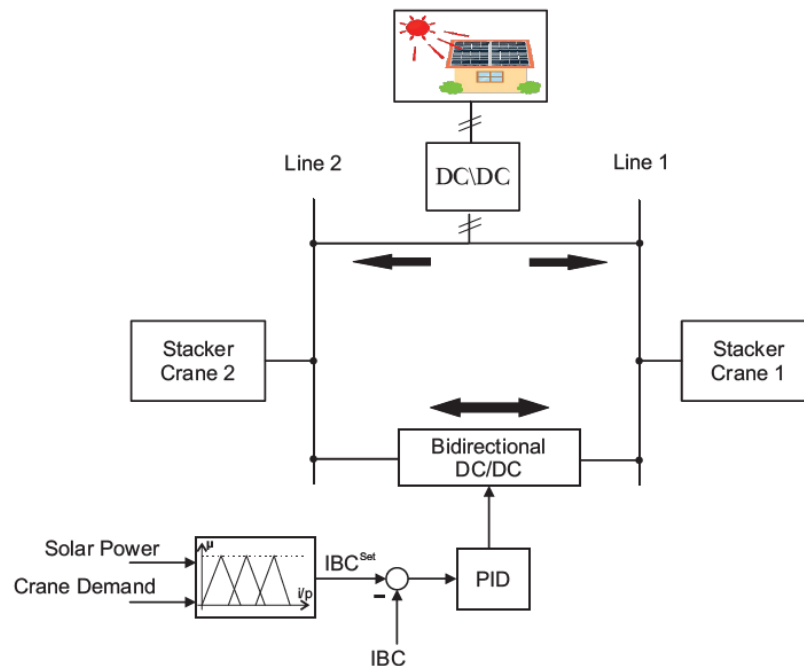 DC\DC
Line 2
Line 1
Stacker
Crane 2
Stacker
Crane 1
Bidirectional
DC/DC
Solar Power
Crane Demand
μ
i/p
IBC^Set
PID
IBC